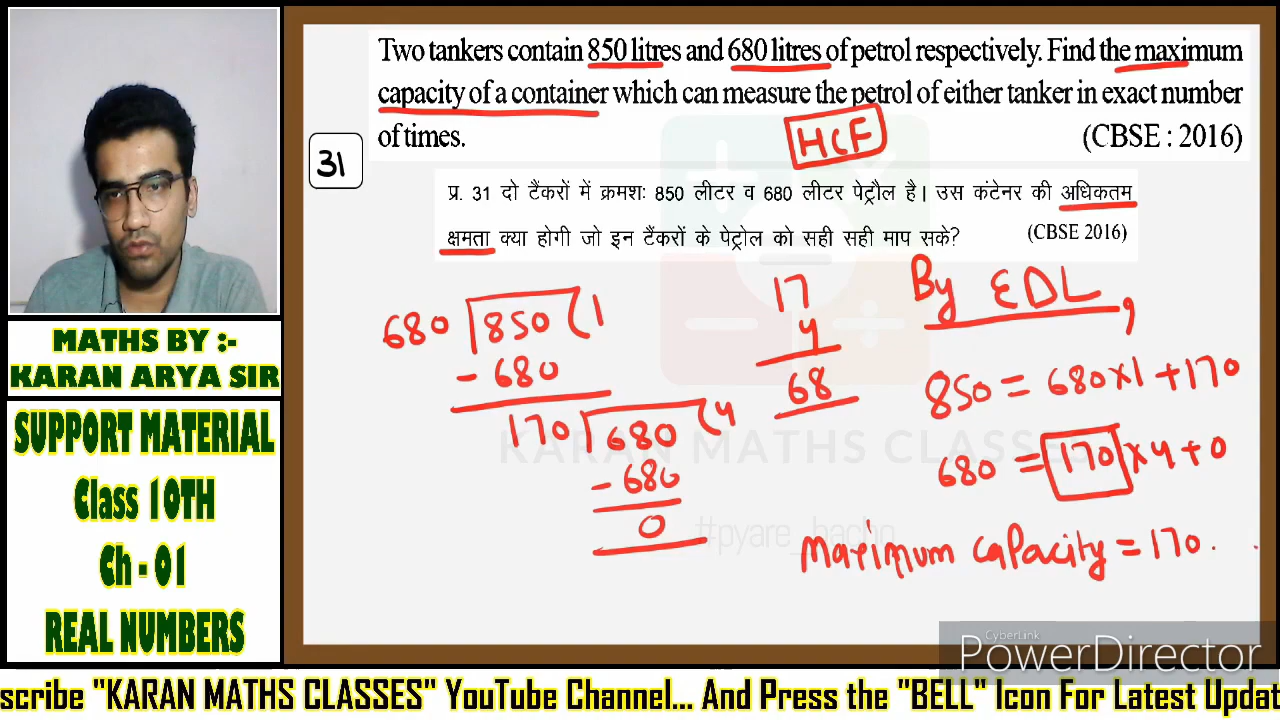 Two tankers contain 850 litres and 680 litres of petrol respectively. Find the maximum
capacity of a container which can measure the petrol of either tanker in exact number
of times.
HCF
(CBSE : 2016)
31
प्र. 31 दो टैंकरों में क्रमशः 850 लीटर व 680 लीटर पेट्रौल है। उस कंटेनर की अधिकतम
क्षमता क्या होगी जो इन टैंकरों के पेट्रोल को सही सही माप सके?
(CBSE 2016)
680 850 1
- 680
170 680 4
- 680
0
17
4
68
By EDL,
850 = 680×1 + 170
680 = 170 × 4 + 0
Maximum capacity = 170.
MATHS BY :-
KARAN ARYA SIR
SUPPORT MATERIAL
Class 10TH
Ch - 01
REAL NUMBERS
KARAN MATHS CLASSES
#pyare_bacho
CyberLink
PowerDirector
scribe "KARAN MATHS CLASSES" YouTube Channel... And Press the "BELL" Icon For Latest Updat